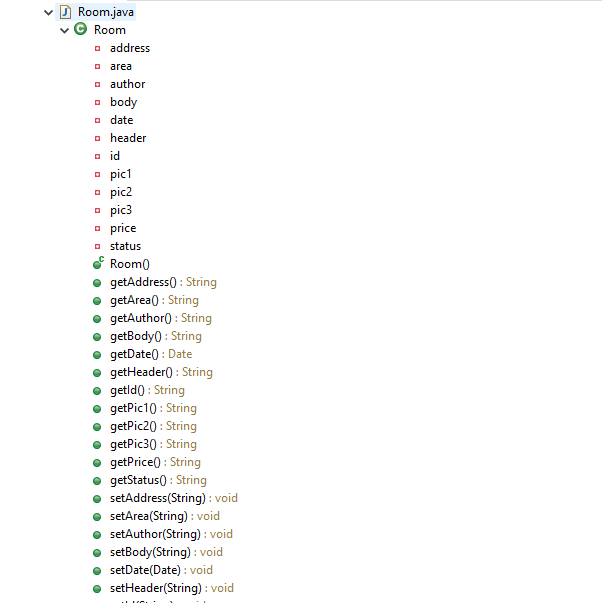 Room.java
Room
address
area
author
body
date
header
id
pic1
pic2
pic3
price
status
Room()
getAddress() : String
getArea() : String
getAuthor() : String
getBody() : String
getDate() : Date
getHeader() : String
getId() : String
getPic1() : String
getPic2() : String
getPic3() : String
getPrice() : String
getStatus() : String
setAddress(String) : void
setArea(String) : void
setAuthor(String) : void
setBody(String) : void
setDate(Date) : void
setHeader(String) : void